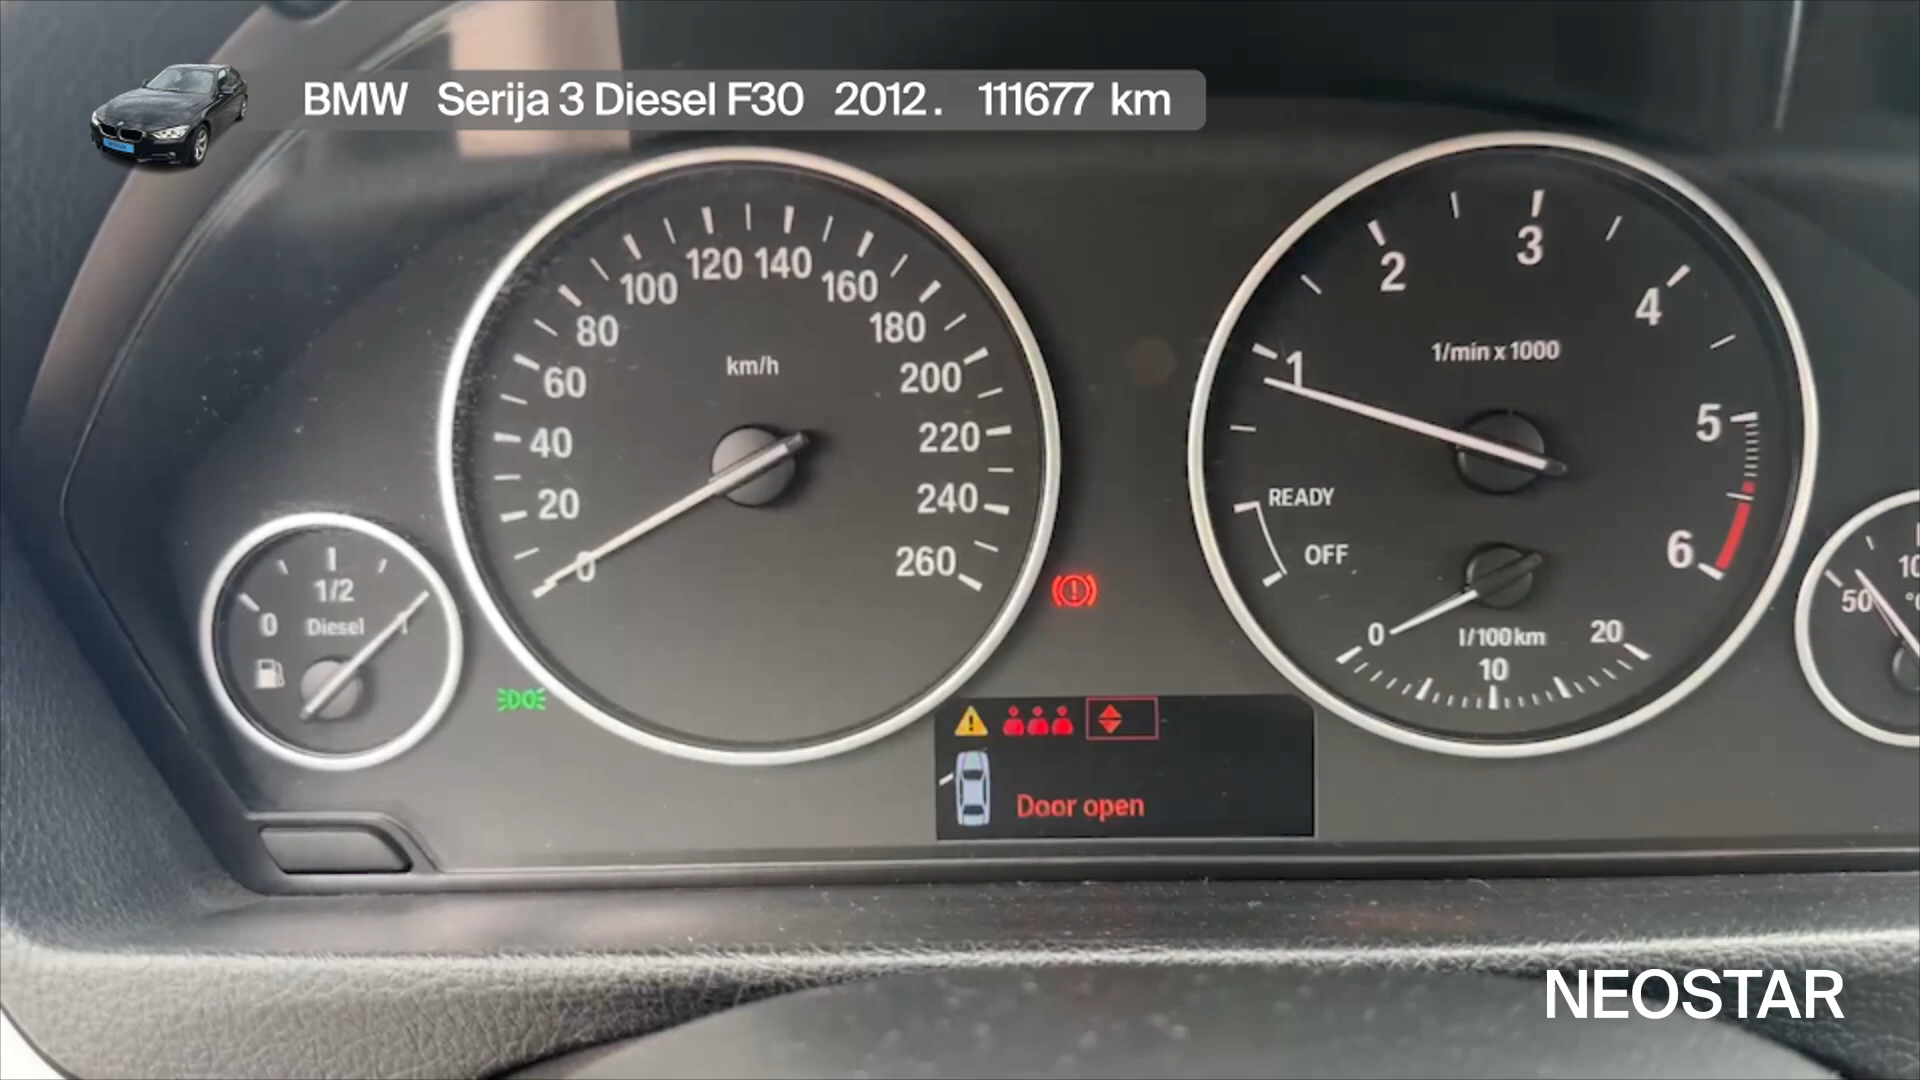 BMW Serija 3 Diesel F30 2012. 111677 km
0 20 40 60 80 100 120 140 160 180 200 220 240 260
km/h
1 2 3 4 5 6
1/min x 1000
READY
OFF
0 10 20
l/100km
0 1/2 1
Diesel
50
°
Door open
NEOSTAR